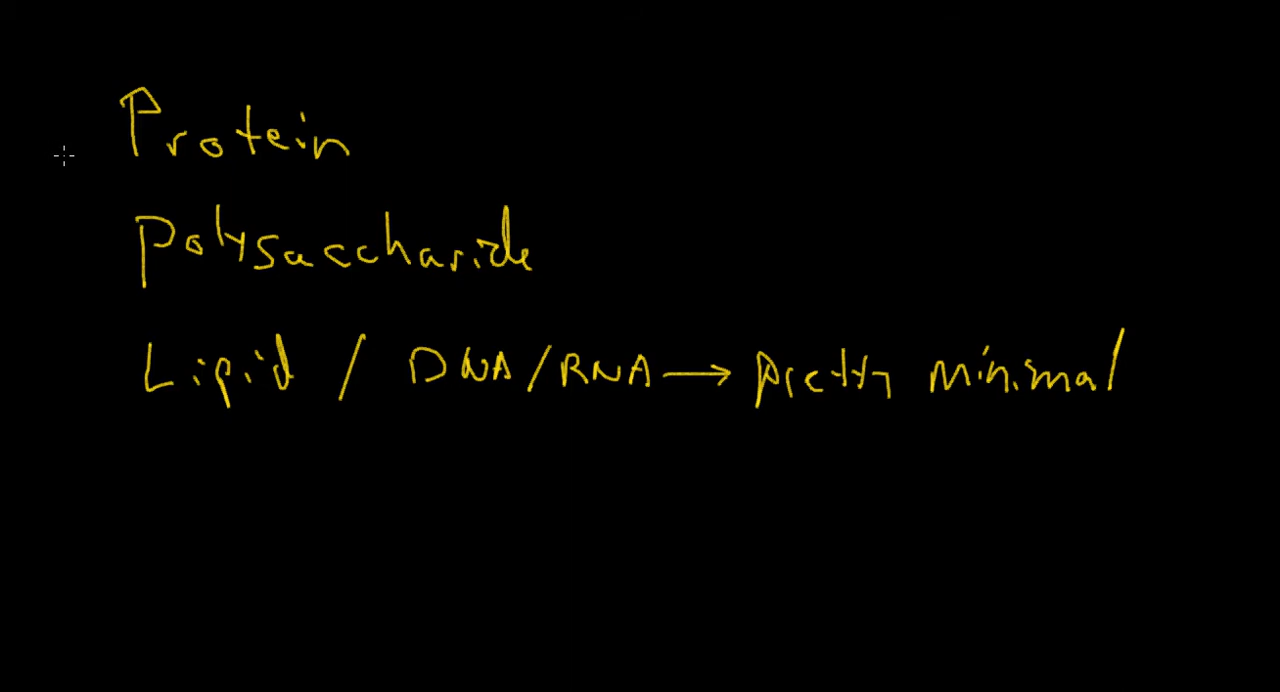 Protein
Polysaccharide
Lipid / DNA/RNA → pretty minimal